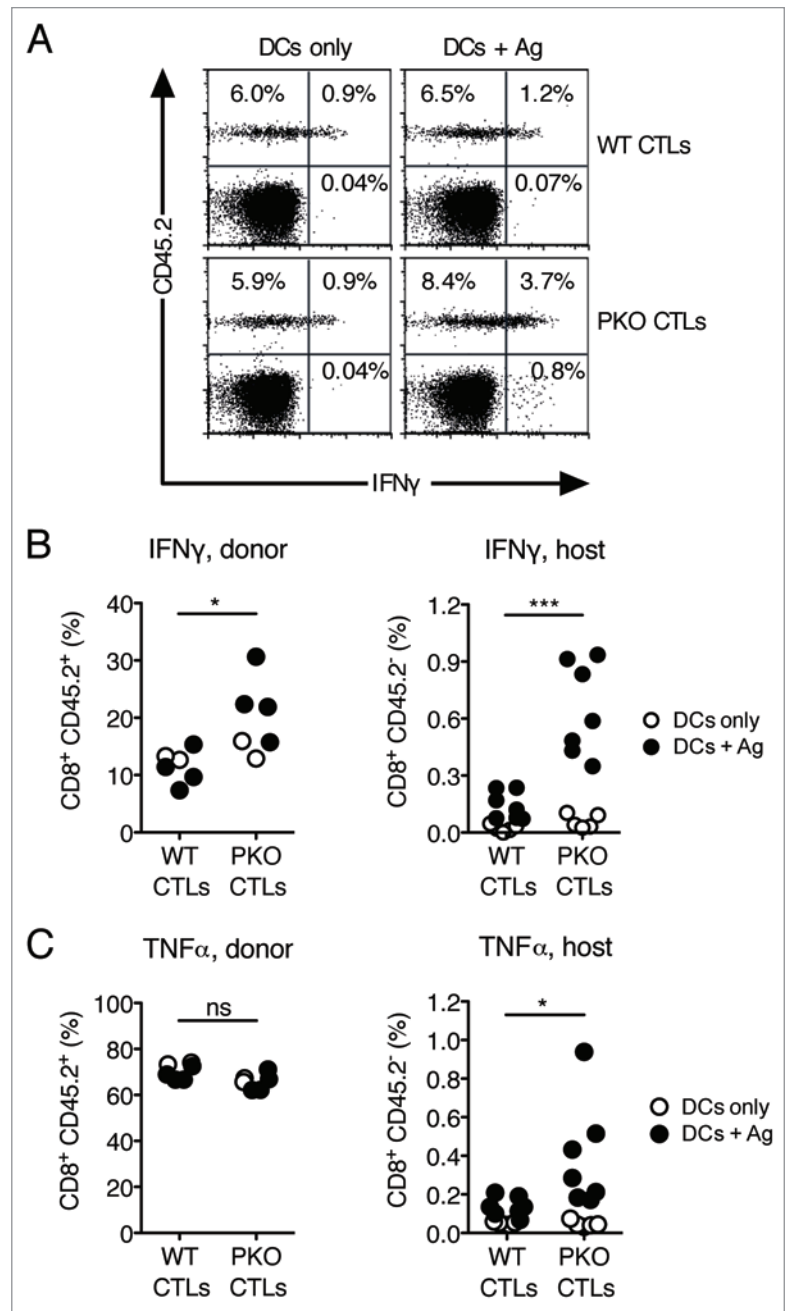 A
DCs only DCs + Ag
6.0% 0.9% 6.5% 1.2%
WT CTLs
0.04% 0.07%
CD45.2
5.9% 0.9% 8.4% 3.7%
PKO CTLs
0.04% 0.8%
IFNγ
B
IFNγ, donor IFNγ, host
CD8⁺ CD45.2⁺ (%)
40
30
20
10
0
*
WT PKO
CTLs CTLs
CD8⁺ CD45.2⁻ (%)
1.2
0.9
0.6
0.3
0.0
***
WT PKO
CTLs CTLs
DCs only
DCs + Ag
C
TNFα, donor TNFα, host
CD8⁺ CD45.2⁺ (%)
100
80
60
40
20
0
ns
WT PKO
CTLs CTLs
CD8⁺ CD45.2⁻ (%)
1.2
1.0
0.8
0.6
0.4
0.2
0.0
*
WT PKO
CTLs CTLs
DCs only
DCs + Ag